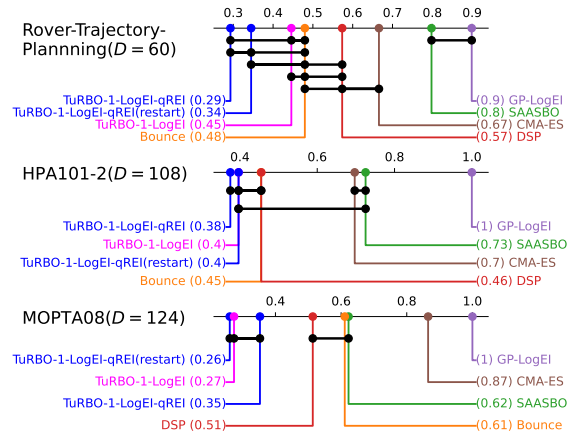 0.3 0.4 0.5 0.6 0.7 0.8 0.9
Rover-Trajectory-
Plannning(D = 60)
TuRBO-1-LogEI-qREI (0.29) (0.9) GP-LogEI
TuRBO-1-LogEI-qREI(restart) (0.34) (0.8) SAASBO
TuRBO-1-LogEI (0.45) (0.67) CMA-ES
Bounce (0.48) (0.57) DSP
0.4 0.6 0.8 1.0
HPA101-2(D = 108)
TuRBO-1-LogEI-qREI (0.38) (1) GP-LogEI
TuRBO-1-LogEI (0.4) (0.73) SAASBO
TuRBO-1-LogEI-qREI(restart) (0.4) (0.7) CMA-ES
Bounce (0.45) (0.46) DSP
0.4 0.6 0.8 1.0
MOPTA08(D = 124)
TuRBO-1-LogEI-qREI(restart) (0.26) (1) GP-LogEI
TuRBO-1-LogEI (0.27) (0.87) CMA-ES
TuRBO-1-LogEI-qREI (0.35) (0.62) SAASBO
DSP (0.51) (0.61) Bounce